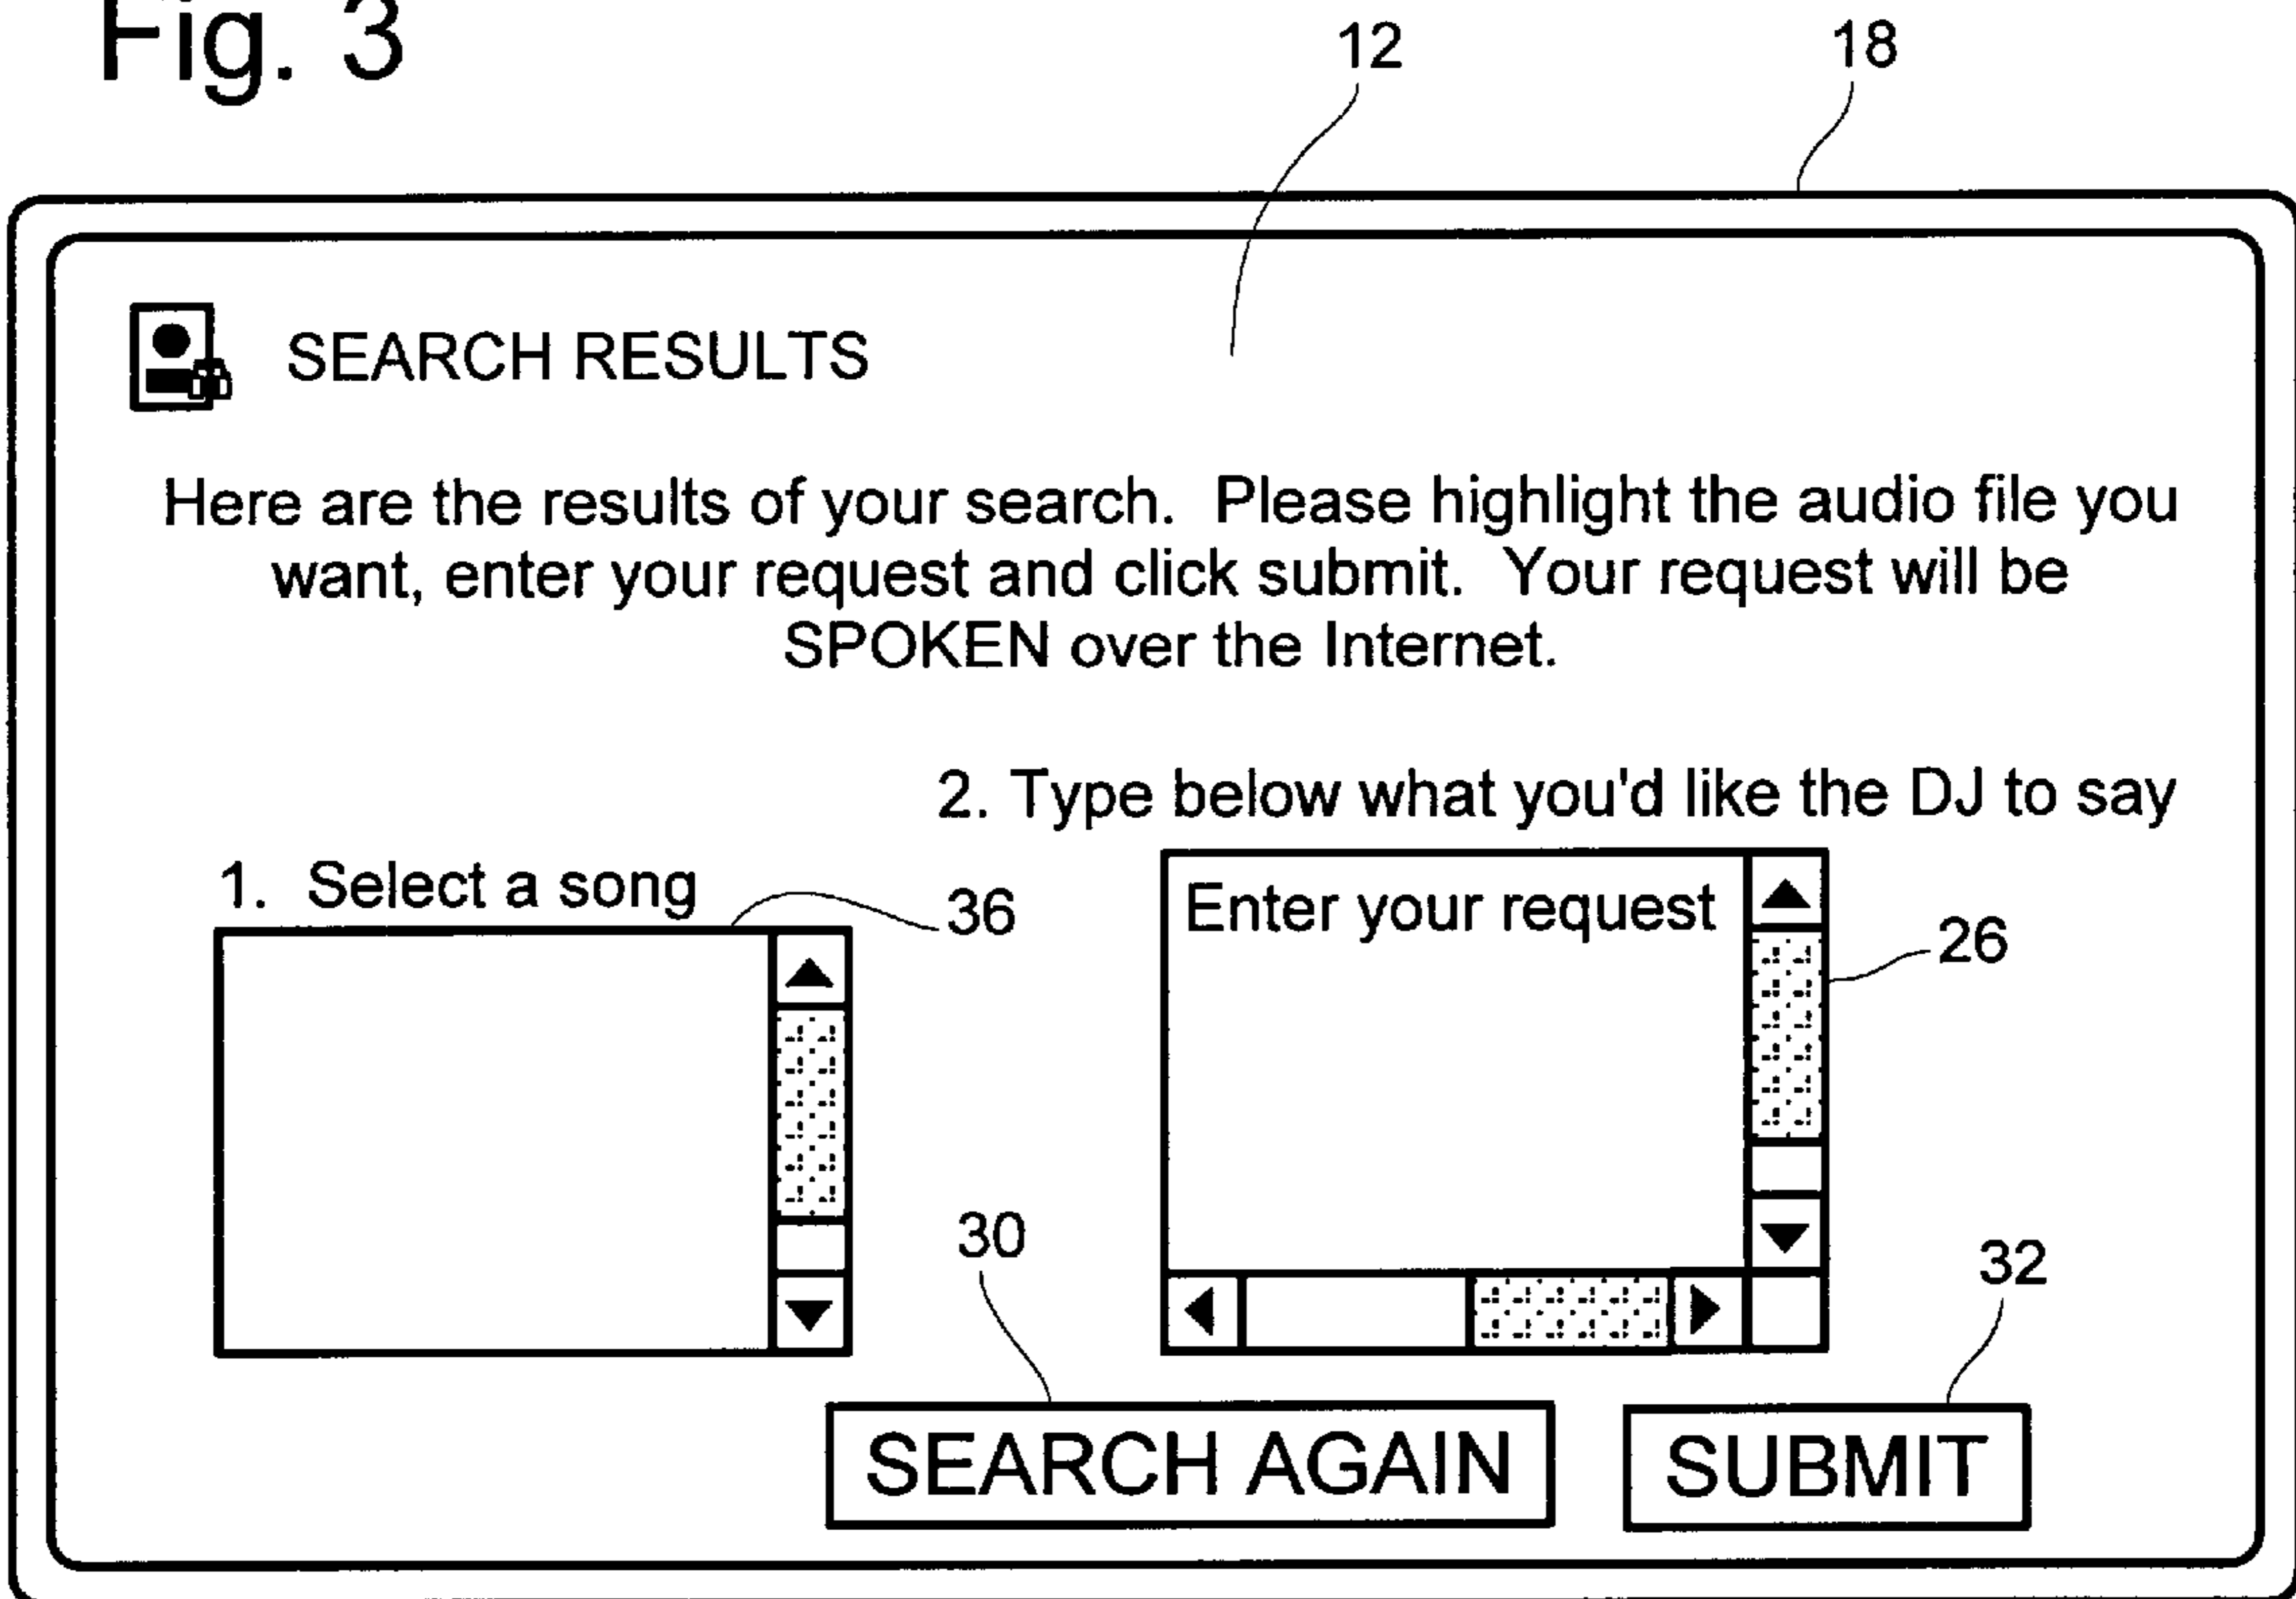 Fig. 3
12
18
SEARCH RESULTS
Here are the results of your search. Please highlight the audio file you
want, enter your request and click submit. Your request will be
SPOKEN over the Internet.
2. Type below what you'd like the DJ to say
1. Select a song
36
Enter your request
26
30
32
SEARCH AGAIN
SUBMIT